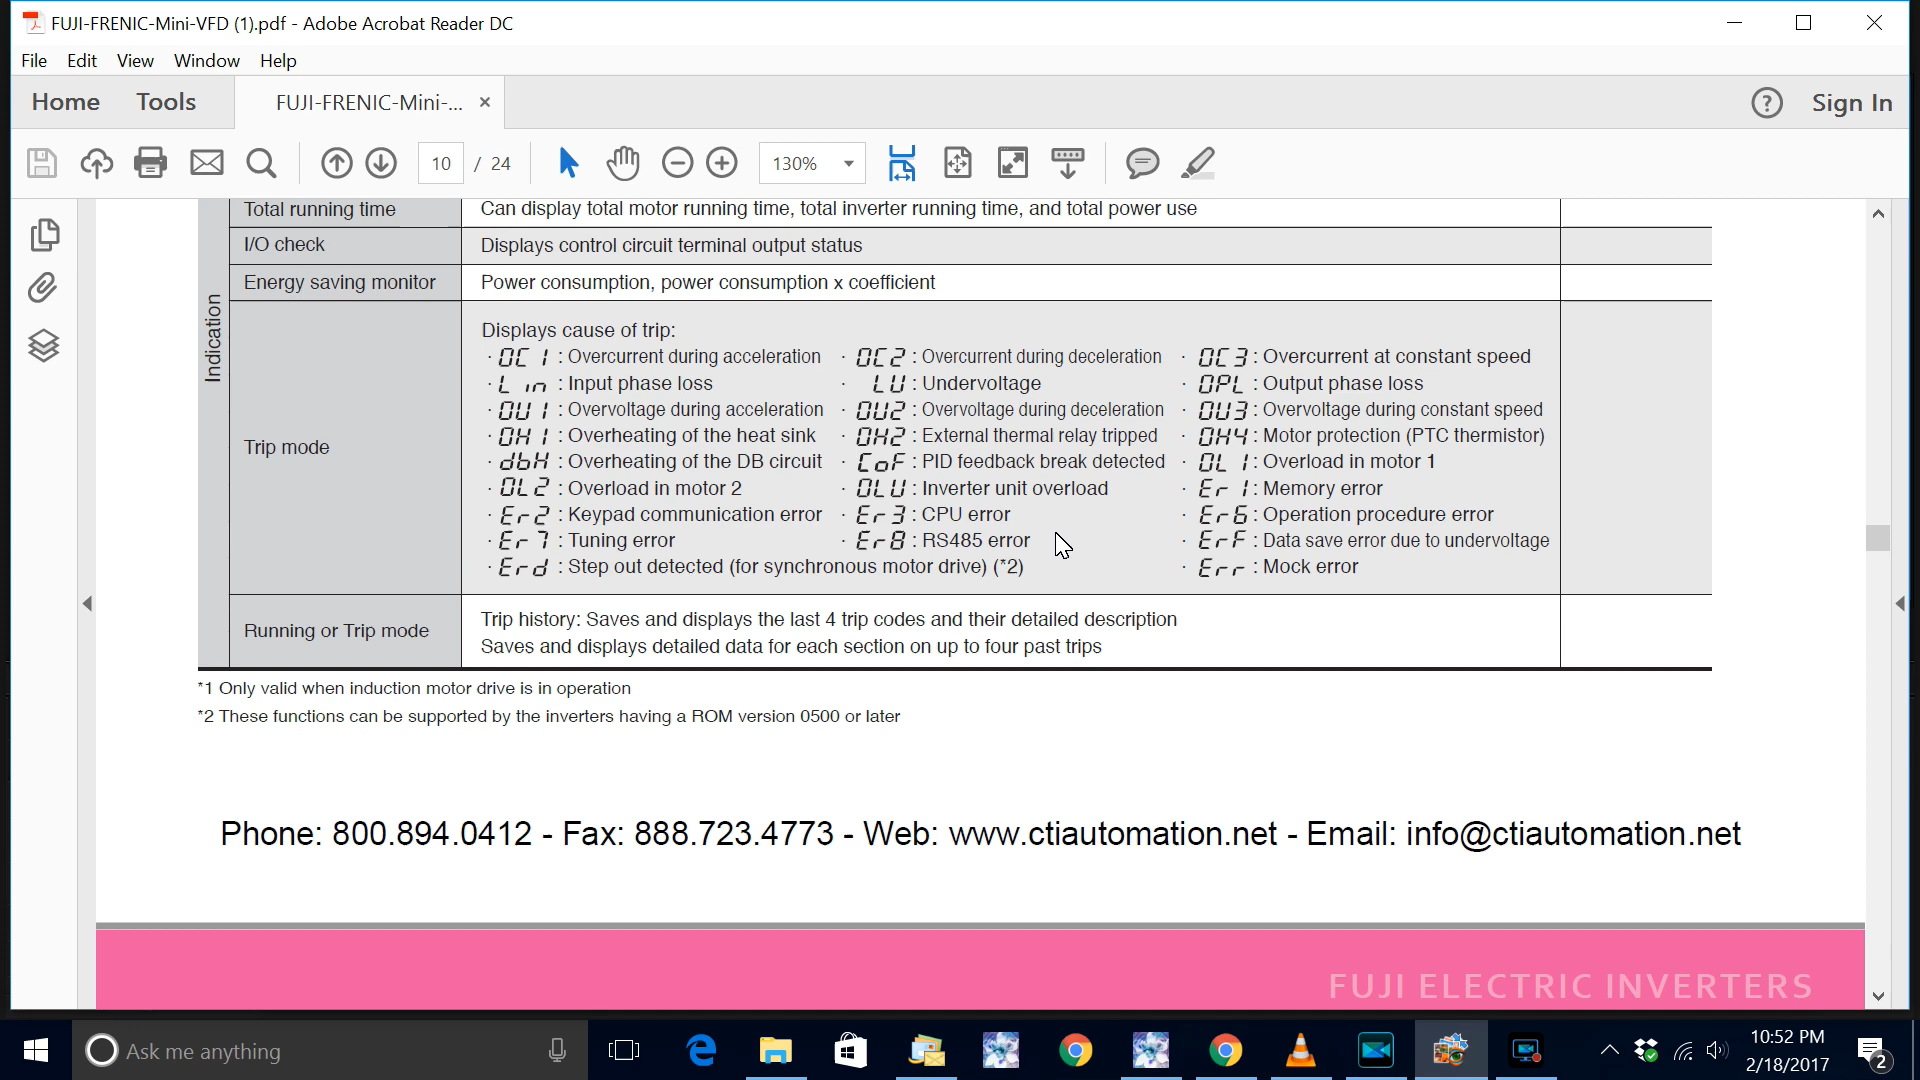 FUJI-FRENIC-Mini-VFD (1).pdf - Adobe Acrobat Reader DC
File Edit View Window Help
Home Tools FUJI-FRENIC-Mini-... × ? Sign In
10 / 24 130%
Total running time Can display total motor running time, total inverter running time, and total power use
I/O check Displays control circuit terminal output status
Energy saving monitor Power consumption, power consumption x coefficient
Indication
Trip mode
Displays cause of trip:
· OC1 : Overcurrent during acceleration · OC2 : Overcurrent during deceleration · OC3 : Overcurrent at constant speed
· Lin : Input phase loss · LU : Undervoltage · OPL : Output phase loss
· OU1 : Overvoltage during acceleration · OU2 : Overvoltage during deceleration · OU3 : Overvoltage during constant speed
· OH1 : Overheating of the heat sink · OH2 : External thermal relay tripped · OH4 : Motor protection (PTC thermistor)
· dbH : Overheating of the DB circuit · CoF : PID feedback break detected · OL1 : Overload in motor 1
· OL2 : Overload in motor 2 · OLU : Inverter unit overload · Er1 : Memory error
· Er2 : Keypad communication error · Er3 : CPU error · Er6 : Operation procedure error
· Er7 : Tuning error · Er8 : RS485 error · ErF : Data save error due to undervoltage
· Erd : Step out detected (for synchronous motor drive) (*2) · Err : Mock error
Running or Trip mode
Trip history: Saves and displays the last 4 trip codes and their detailed description
Saves and displays detailed data for each section on up to four past trips
*1 Only valid when induction motor drive is in operation
*2 These functions can be supported by the inverters having a ROM version 0500 or later
Phone: 800.894.0412 - Fax: 888.723.4773 - Web: www.ctiautomation.net - Email: info@ctiautomation.net
FUJI ELECTRIC INVERTERS
Ask me anything
10:52 PM
2/18/2017
2